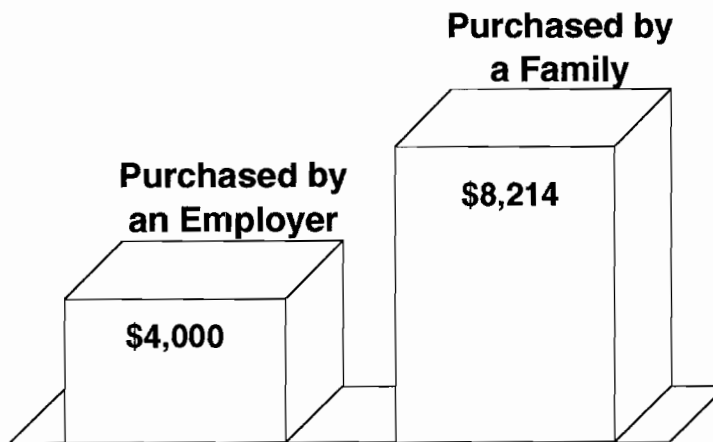 Purchased by
a Family
$8,214
Purchased by
an Employer
$4,000